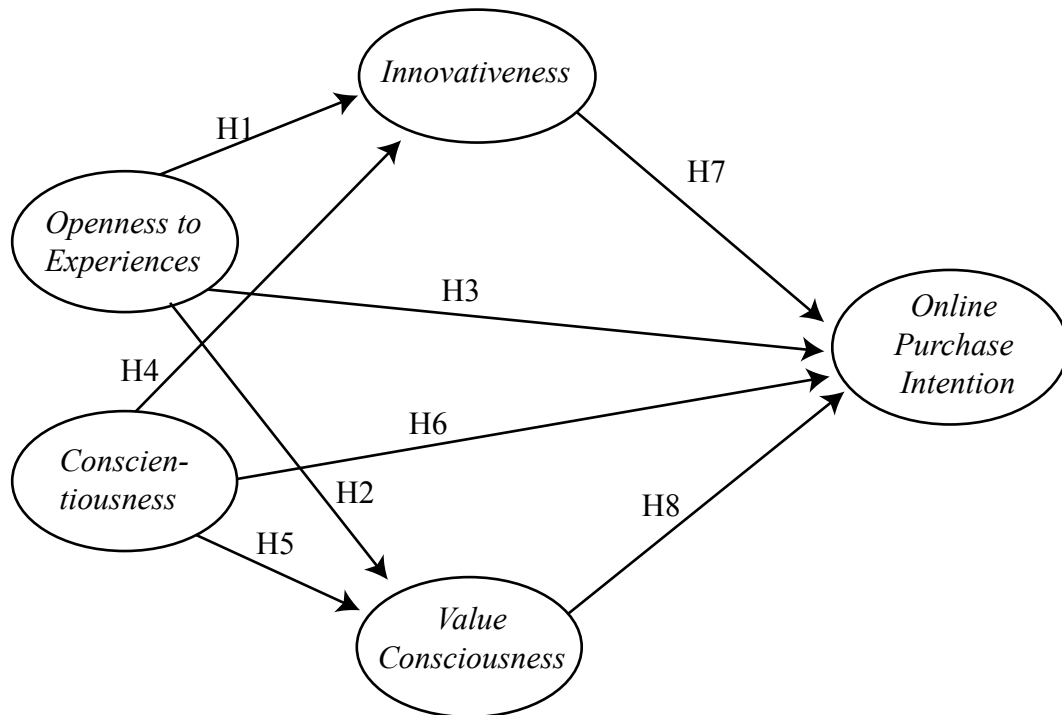 Innovativeness
H1
H7
Openness to
Experiences
H3
Online
Purchase
Intention
H4
H6
Conscien-
tiousness
H2
H8
H5
Value
Consciousness